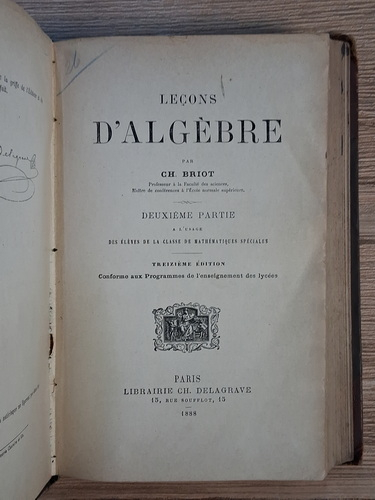 LEÇONS
D'ALGÈBRE
PAR
CH. BRIOT
Professeur à la Faculté des sciences,
Maître de conférences à l'École normale supérieure.
DEUXIÈME PARTIE
A L'USAGE
DES ÉLÈVES DE LA CLASSE DE MATHÉMATIQUES SPÉCIALES
TREIZIÈME ÉDITION
Conforme aux Programmes de l'enseignement des lycées
PARIS
LIBRAIRIE CH. DELAGRAVE
15, RUE SOUFFLOT, 15
1888